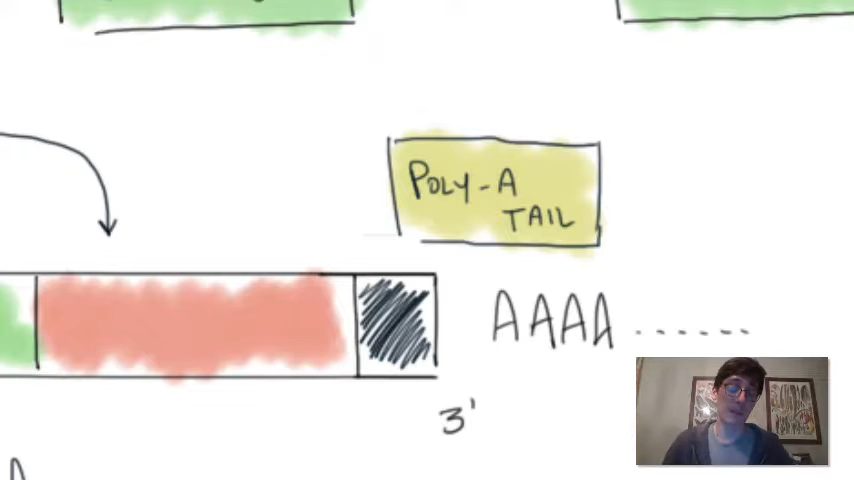 POLY-A
TAIL
AAAA ......
3'
A